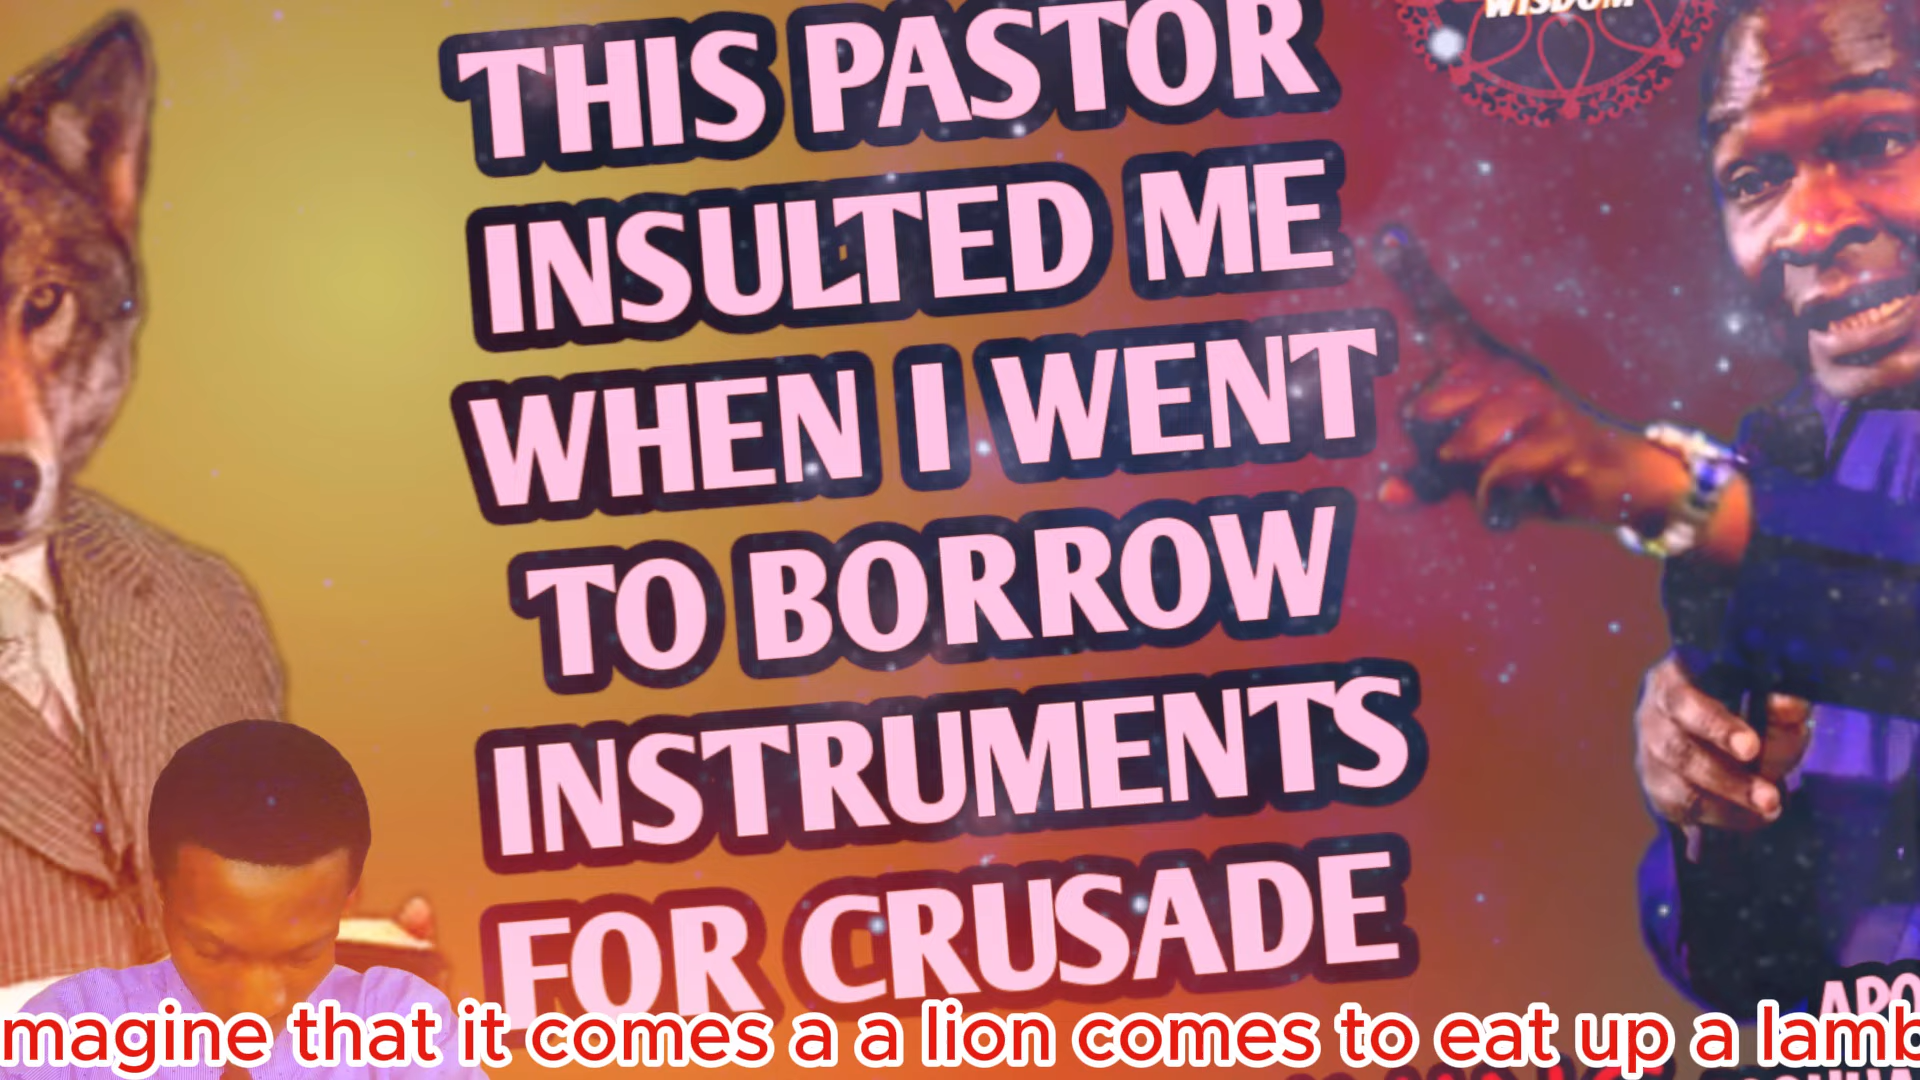 WISDOM
THIS PASTOR
INSULTED ME
WHEN I WENT
TO BORROW
INSTRUMENTS
FOR CRUSADE
magine that it comes a a lion comes to eat up a lamb